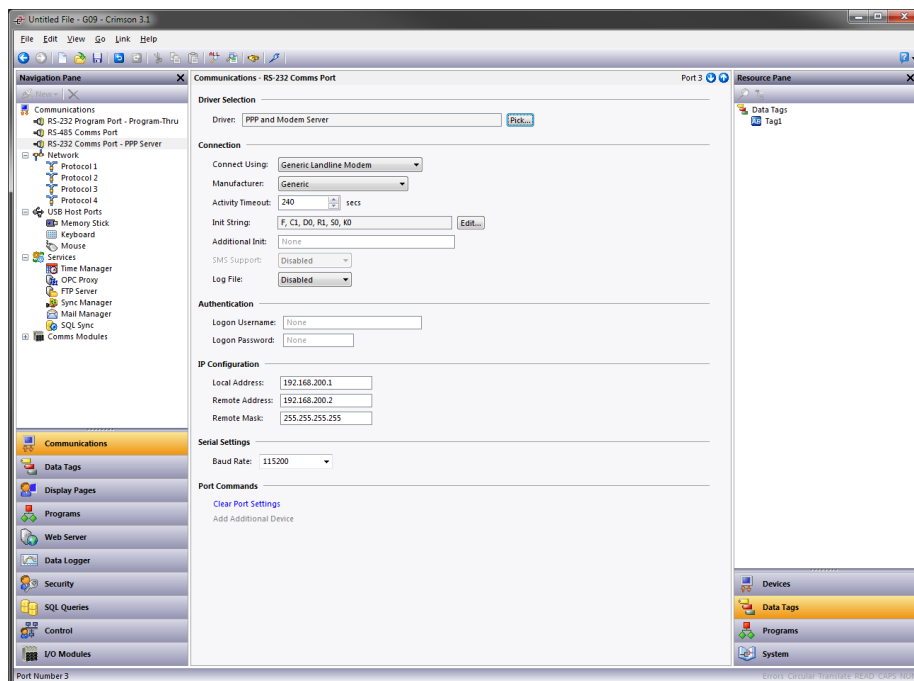 Untitled File - G09 - Crimson 3.1
File Edit View Go Link Help
Navigation Pane
New
Communications
RS-232 Program Port - Program-Thru
RS-485 Comms Port
RS-232 Comms Port - PPP Server
Network
Protocol 1
Protocol 2
Protocol 3
Protocol 4
USB Host Ports
Memory Stick
Keyboard
Mouse
Services
Time Manager
OPC Proxy
FTP Server
Sync Manager
Mail Manager
SQL Sync
Comms Modules
Communications
Data Tags
Display Pages
Programs
Web Server
Data Logger
Security
SQL Queries
Control
I/O Modules
Communications - RS-232 Comms Port Port 3
Driver Selection
Driver: PPP and Modem Server Pick...
Connection
Connect Using: Generic Landline Modem
Manufacturer: Generic
Activity Timeout: 240 secs
Init String: F, C1, D0, R1, S0, K0 Edit...
Additional Init: None
SMS Support: Disabled
Log File: Disabled
Authentication
Logon Username: None
Logon Password: None
IP Configuration
Local Address: 192.168.200.1
Remote Address: 192.168.200.2
Remote Mask: 255.255.255.255
Serial Settings
Baud Rate: 115200
Port Commands
Clear Port Settings
Add Additional Device
Resource Pane
Data Tags
Tag1
Devices
Data Tags
Programs
System
Port Number 3
Errors Circular Translate READ CAPS NUM